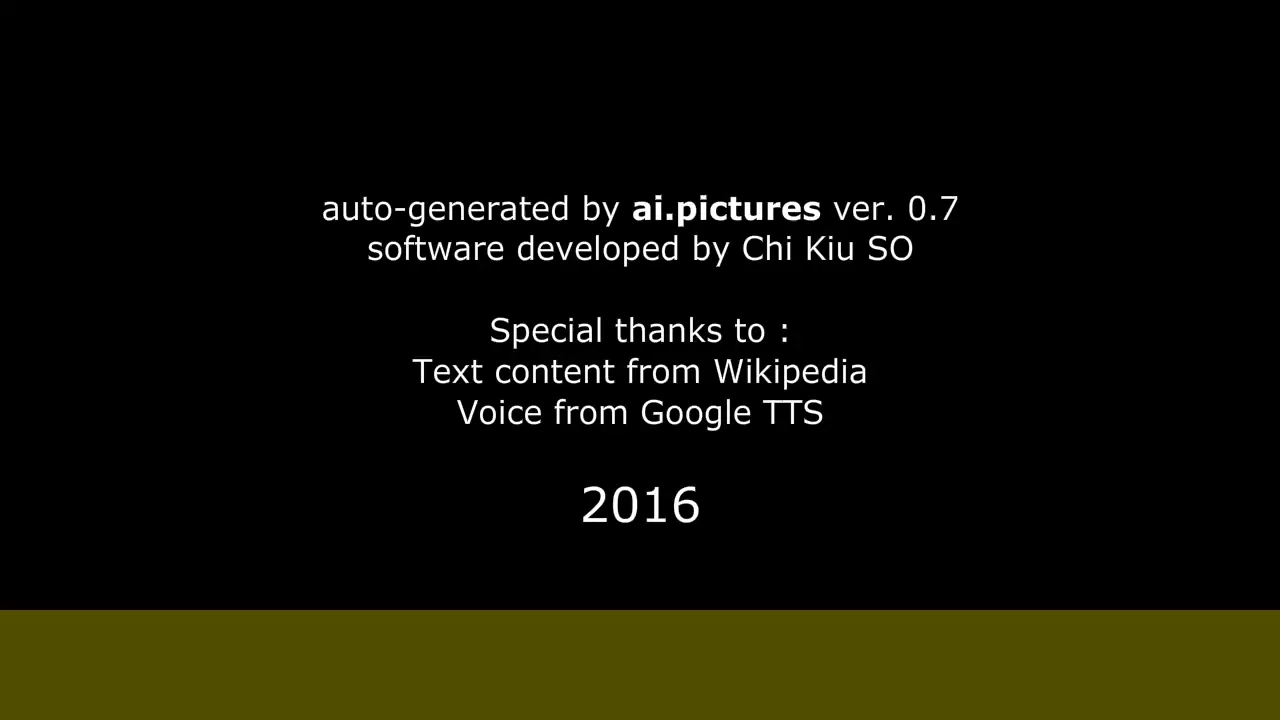 auto-generated by ai.pictures ver. 0.7
software developed by Chi Kiu SO
Special thanks to :
Text content from Wikipedia
Voice from Google TTS
2016